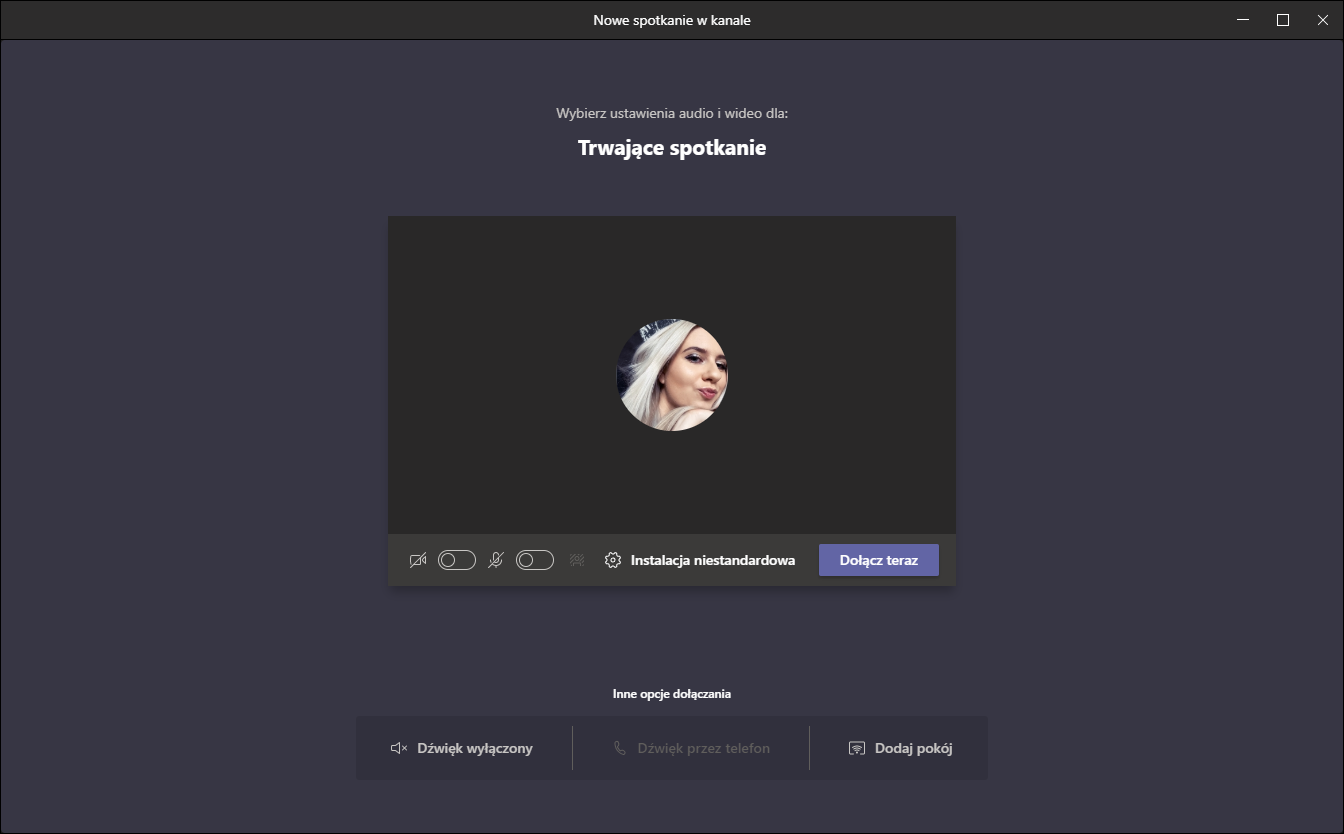 Nowe spotkanie w kanale
Wybierz ustawienia audio i wideo dla:
Trwające spotkanie
Instalacja niestandardowa
Dołącz teraz
Inne opcje dołączania
Dźwięk wyłączony
Dźwięk przez telefon
Dodaj pokój